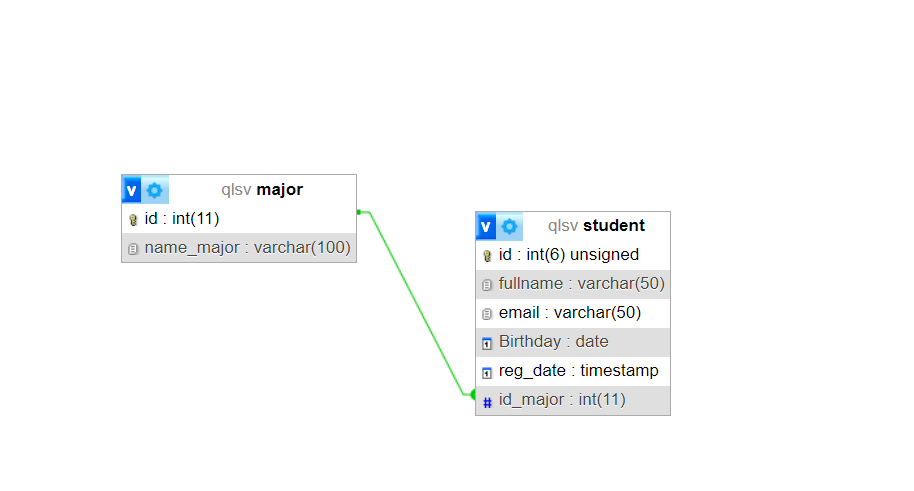 v qlsv major
id : int(11)
name_major : varchar(100)
v qlsv student
id : int(6) unsigned
fullname : varchar(50)
email : varchar(50)
Birthday : date
reg_date : timestamp
# id_major : int(11)